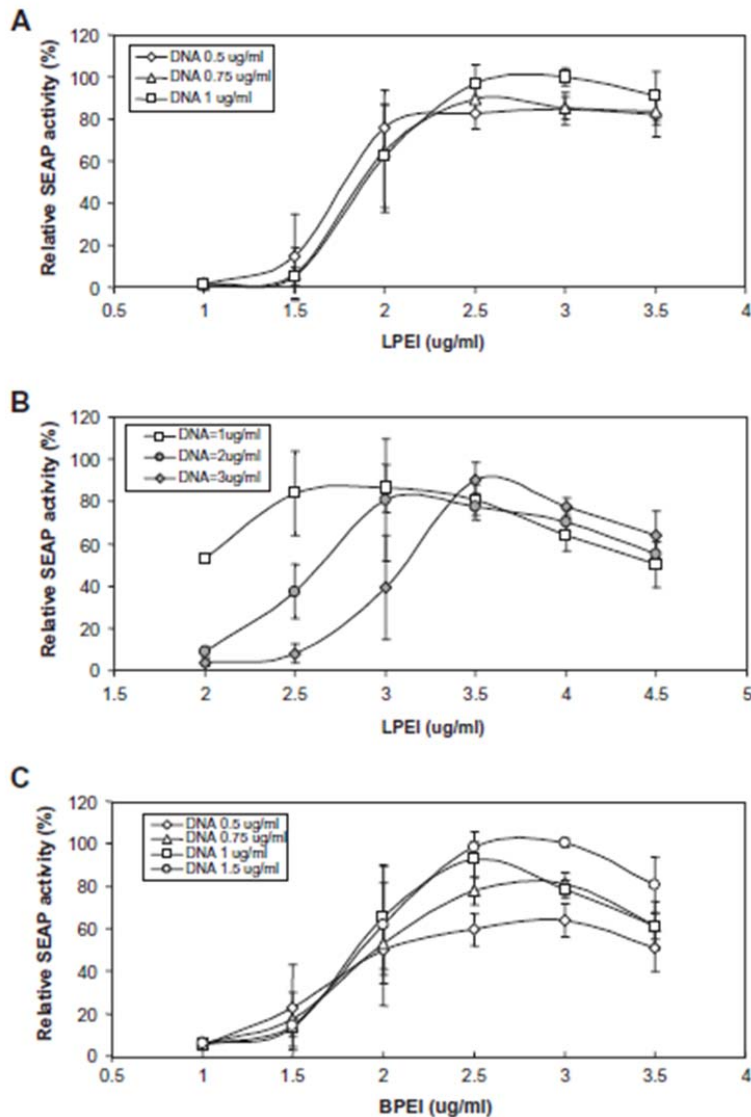 A
Relative SEAP activity (%)
120
100
80
60
40
20
0
DNA 0.5 ug/ml
DNA 0.75 ug/ml
DNA 1 ug/ml
0.5 1 1.5 2 2.5 3 3.5 4
LPEI (ug/ml)
B
Relative SEAP activity (%)
120
100
80
60
40
20
0
DNA=1ug/ml
DNA=2ug/ml
DNA=3ug/ml
1.5 2 2.5 3 3.5 4 4.5 5
LPEI (ug/ml)
C
Relative SEAP activity (%)
120
100
80
60
40
20
0
DNA 0.5 ug/ml
DNA 0.75 ug/ml
DNA 1 ug/ml
DNA 1.5 ug/ml
0.5 1 1.5 2 2.5 3 3.5 4
BPEI (ug/ml)